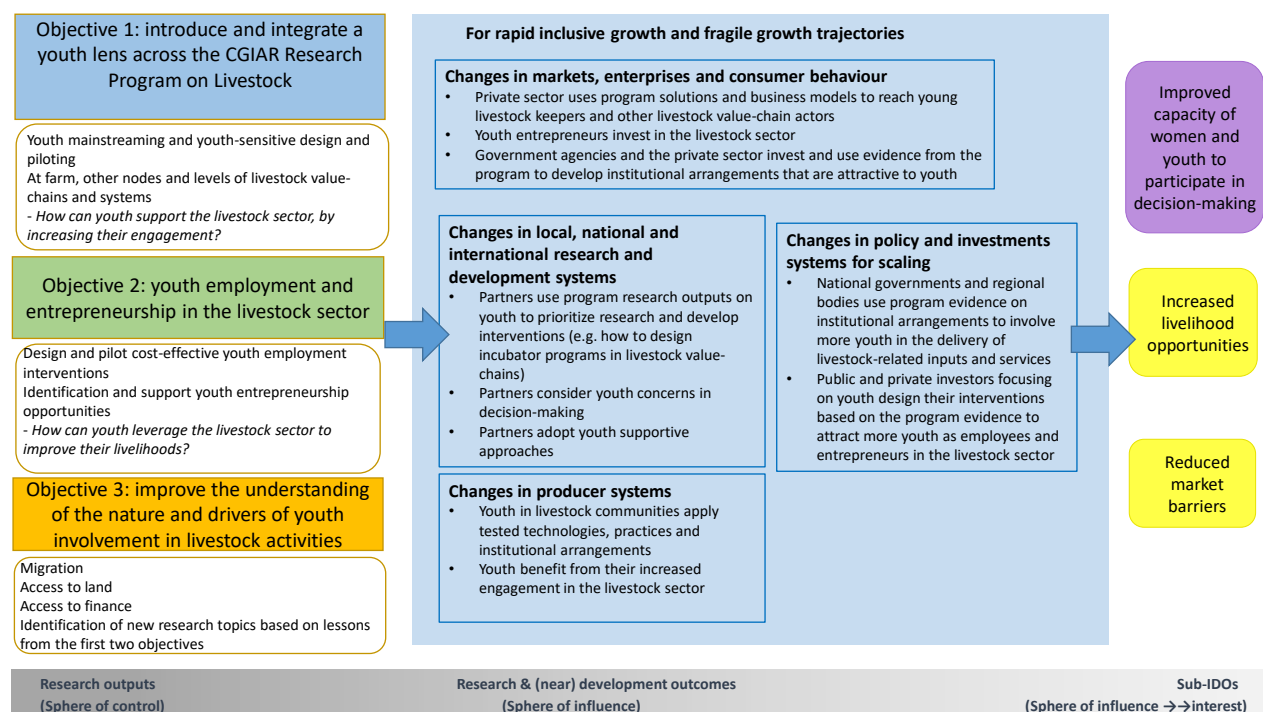 Objective 1: introduce and integrate a
youth lens across the CGIAR Research
Program on Livestock
Youth mainstreaming and youth-sensitive design and
piloting
At farm, other nodes and levels of livestock value-
chains and systems
- How can youth support the livestock sector, by
increasing their engagement?
Objective 2: youth employment and
entrepreneurship in the livestock sector
Design and pilot cost-effective youth employment
interventions
Identification and support youth entrepreneurship
opportunities
- How can youth leverage the livestock sector to
improve their livelihoods?
Objective 3: improve the understanding
of the nature and drivers of youth
involvement in livestock activities
Migration
Access to land
Access to finance
Identification of new research topics based on lessons
from the first two objectives
For rapid inclusive growth and fragile growth trajectories
Changes in markets, enterprises and consumer behaviour
• Private sector uses program solutions and business models to reach young
livestock keepers and other livestock value-chain actors
• Youth entrepreneurs invest in the livestock sector
• Government agencies and the private sector invest and use evidence from the
program to develop institutional arrangements that are attractive to youth
Changes in local, national and
international research and
development systems
• Partners use program research outputs on
youth to prioritize research and develop
interventions (e.g. how to design
incubator programs in livestock value-
chains)
• Partners consider youth concerns in
decision-making
• Partners adopt youth supportive
approaches
Changes in policy and investments
systems for scaling
• National governments and regional
bodies use program evidence on
institutional arrangements to involve
more youth in the delivery of
livestock-related inputs and services
• Public and private investors focusing
on youth design their interventions
based on the program evidence to
attract more youth as employees and
entrepreneurs in the livestock sector
Changes in producer systems
• Youth in livestock communities apply
tested technologies, practices and
institutional arrangements
• Youth benefit from their increased
engagement in the livestock sector
Improved
capacity of
women and
youth to
participate in
decision-making
Increased
livelihood
opportunities
Reduced
market
barriers
Research outputs
(Sphere of control)
Research & (near) development outcomes
(Sphere of influence)
Sub-IDOs
(Sphere of influence →→interest)